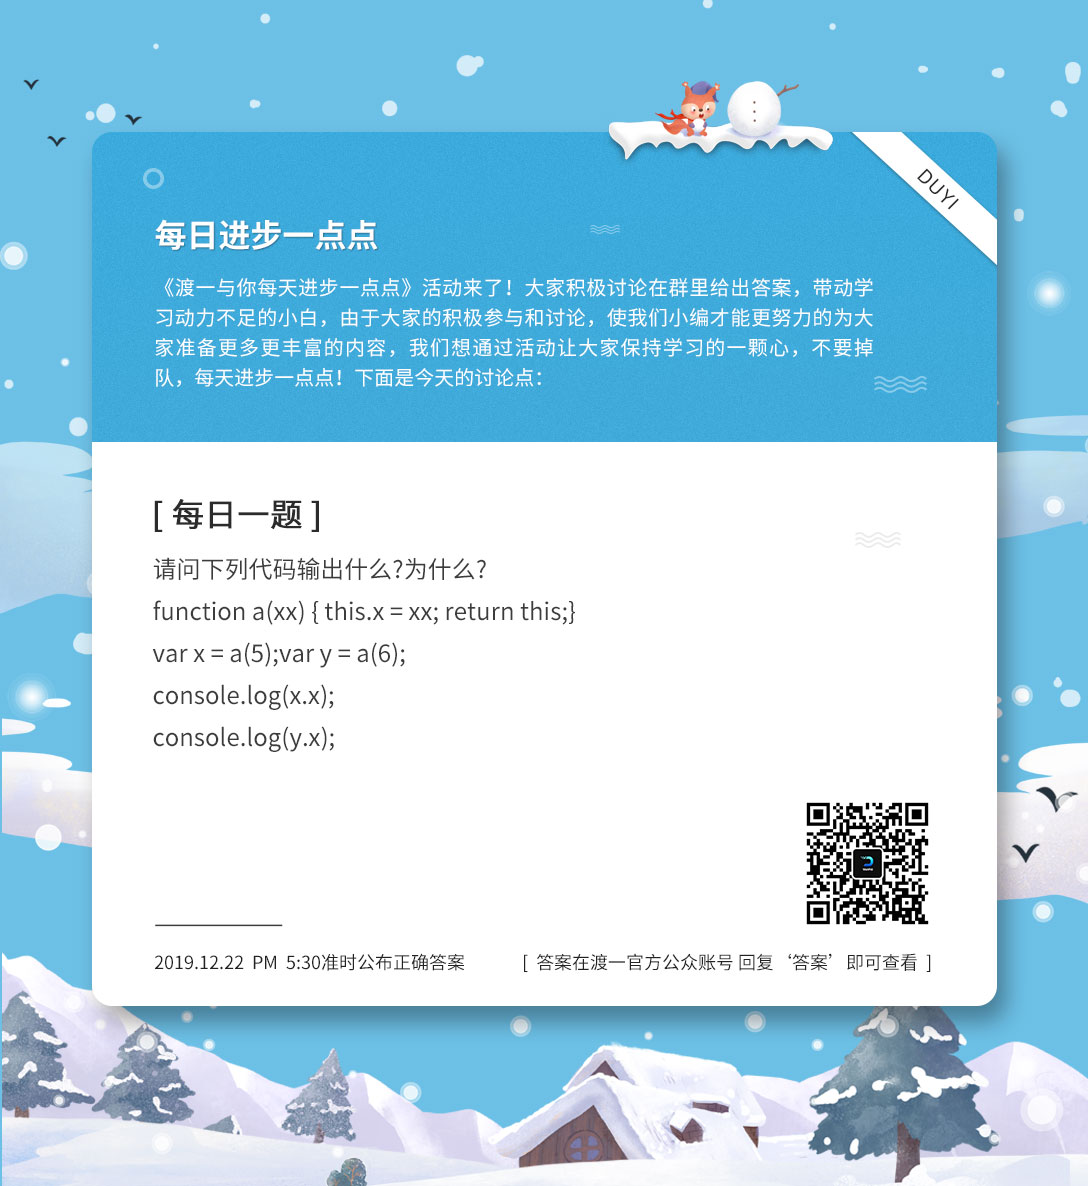 DUYI
每日进步一点点
《渡一与你每天进步一点点》活动来了！大家积极讨论在群里给出答案，带动学
习动力不足的小白，由于大家的积极参与和讨论，使我们小编才能更努力的为大
家准备更多更丰富的内容，我们想通过活动让大家保持学习的一颗心，不要掉
队，每天进步一点点！下面是今天的讨论点：
[ 每日一题 ]
请问下列代码输出什么?为什么?
function a(xx) { this.x = xx; return this;}
var x = a(5);var y = a(6);
console.log(x.x);
console.log(y.x);
2019.12.22 PM 5:30准时公布正确答案
[ 答案在渡一官方公众账号 回复‘答案’即可查看 ]